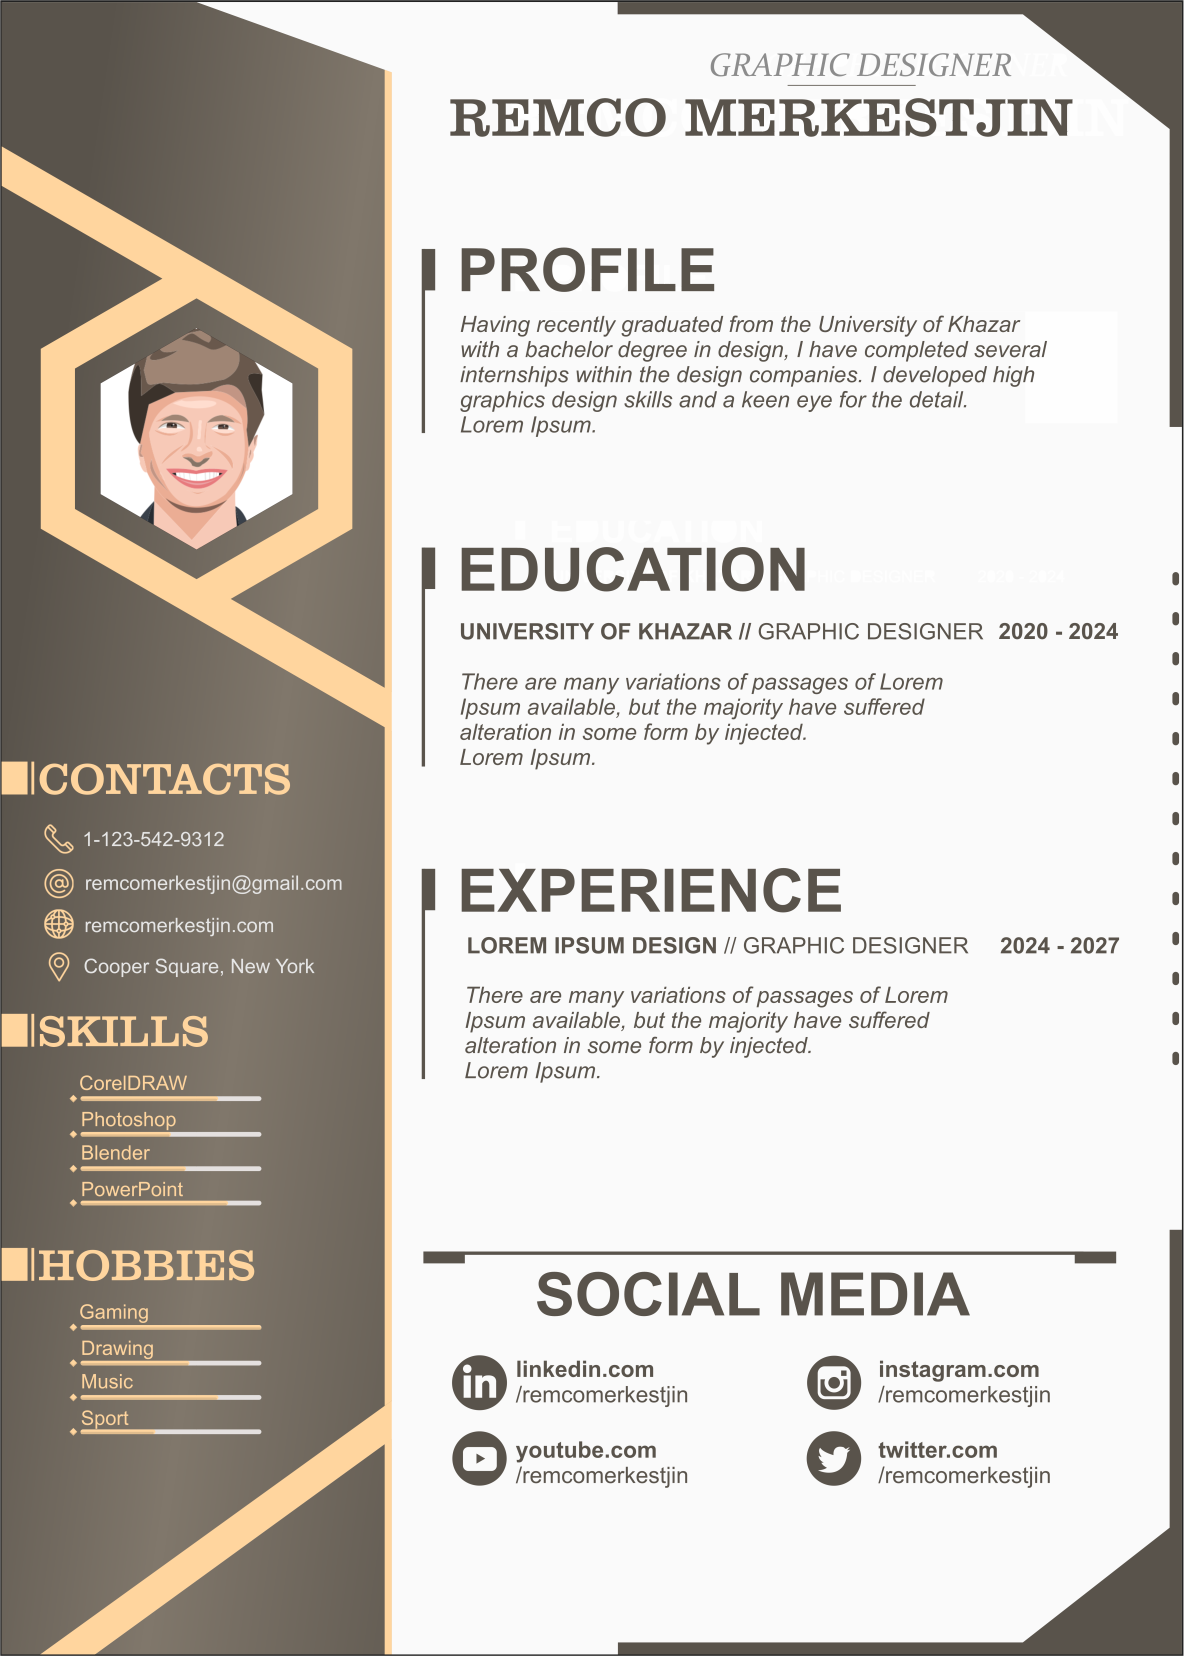 GRAPHIC DESIGNER
REMCO MERKESTJIN
PROFILE
Having recently graduated from the University of Khazar
with a bachelor degree in design, I have completed several
internships within the design companies. I developed high
graphics design skills and a keen eye for the detail.
Lorem Ipsum.
EDUCATION
UNIVERSITY OF KHAZAR // GRAPHIC DESIGNER 2020 - 2024
There are many variations of passages of Lorem
Ipsum available, but the majority have suffered
alteration in some form by injected.
Lorem Ipsum.
EXPERIENCE
LOREM IPSUM DESIGN // GRAPHIC DESIGNER 2024 - 2027
There are many variations of passages of Lorem
Ipsum available, but the majority have suffered
alteration in some form by injected.
Lorem Ipsum.
SOCIAL MEDIA
linkedin.com
/remcomerkestjin
instagram.com
/remcomerkestjin
youtube.com
/remcomerkestjin
twitter.com
/remcomerkestjin
CONTACTS
1-123-542-9312
remcomerkestjin@gmail.com
remcomerkestjin.com
Cooper Square, New York
SKILLS
CorelDRAW
Photoshop
Blender
PowerPoint
HOBBIES
Gaming
Drawing
Music
Sport